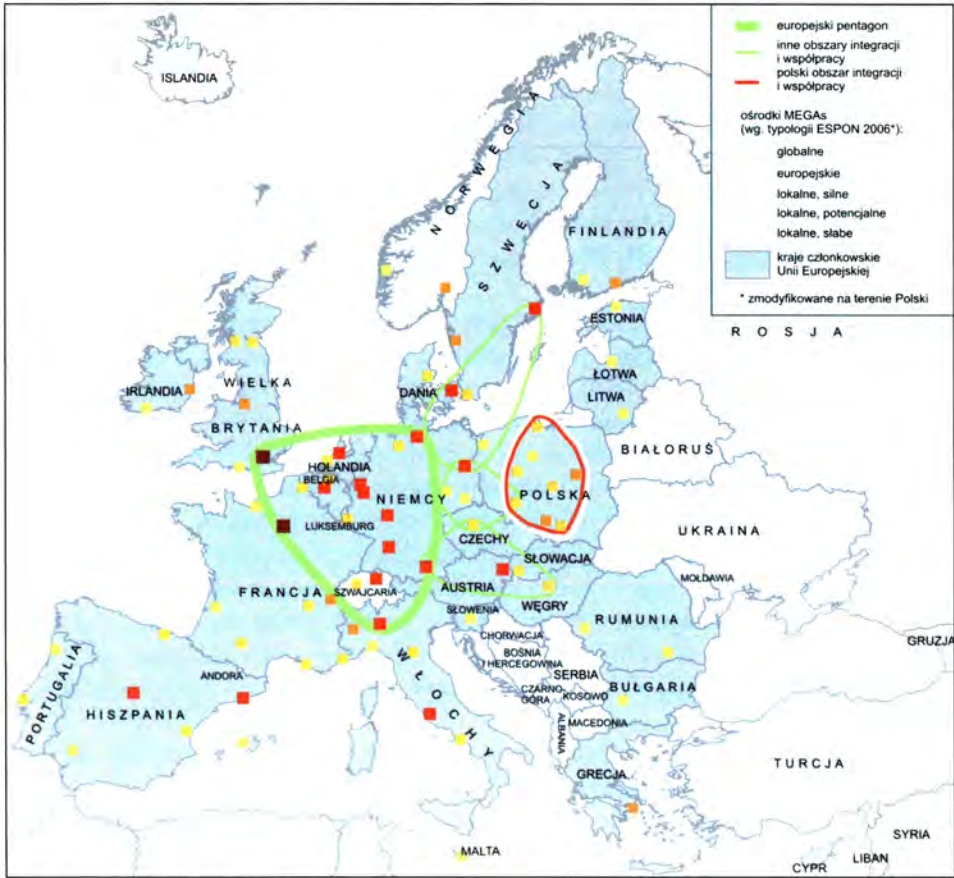 europejski pentagon
inne obszary integracji
i współpracy
polski obszar integracji
i współpracy
ośrodki MEGAs
(wg. typologii ESPON 2006*):
globalne
europejskie
lokalne, silne
lokalne, potencjalne
lokalne, słabe
kraje członkowskie
Unii Europejskiej
* zmodyfikowane na terenie Polski
ISLANDIA
NORWEGIA
SZWECJA
FINLANDIA
ROSJA
ESTONIA
ŁOTWA
LITWA
DANIA
IRLANDIA
WIELKA
BRYTANIA
BIAŁORUŚ
HOLANDIA
BELGIA
NIEMCY
POLSKA
LUKSEMBURG
UKRAINA
CZECHY
SŁOWACJA
MOŁDAWIA
FRANCJA
SZWAJCARIA
AUSTRIA
WĘGRY
SŁOWENIA
RUMUNIA
CHORWACJA
BOŚNIA
I HERCEGOWINA
SERBIA
GRUZJA
ANDORA
WŁOCHY
CZARNO-
GÓRA
KOSOWO
BUŁGARIA
PORTUGALIA
HISZPANIA
MACEDONIA
ALBANIA
GRECJA
TURCJA
MALTA
SYRIA
LIBAN
CYPR